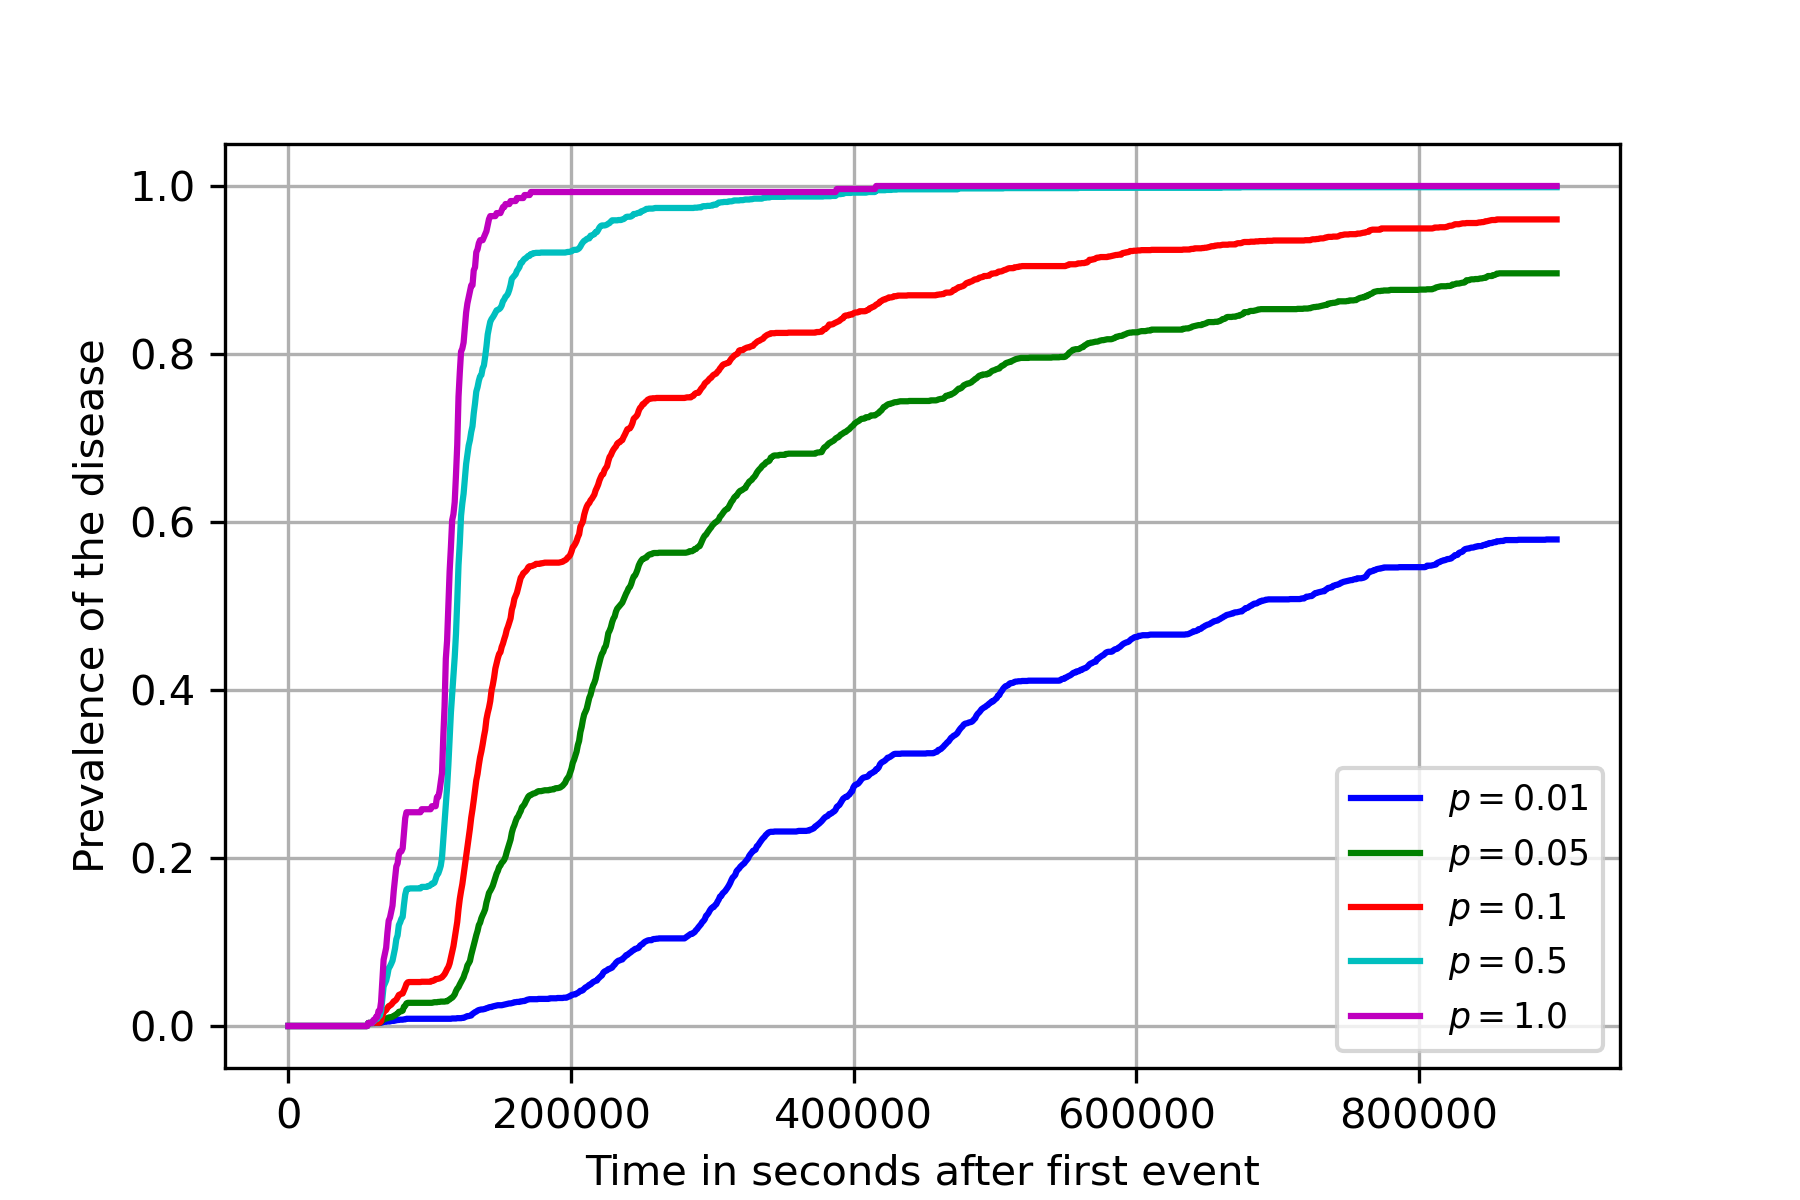 1.0
0.8
0.6
0.4
0.2
0.0
Prevalence of the disease
0 200000 400000 600000 800000
Time in seconds after first event
p = 0.01
p = 0.05
p = 0.1
p = 0.5
p = 1.0